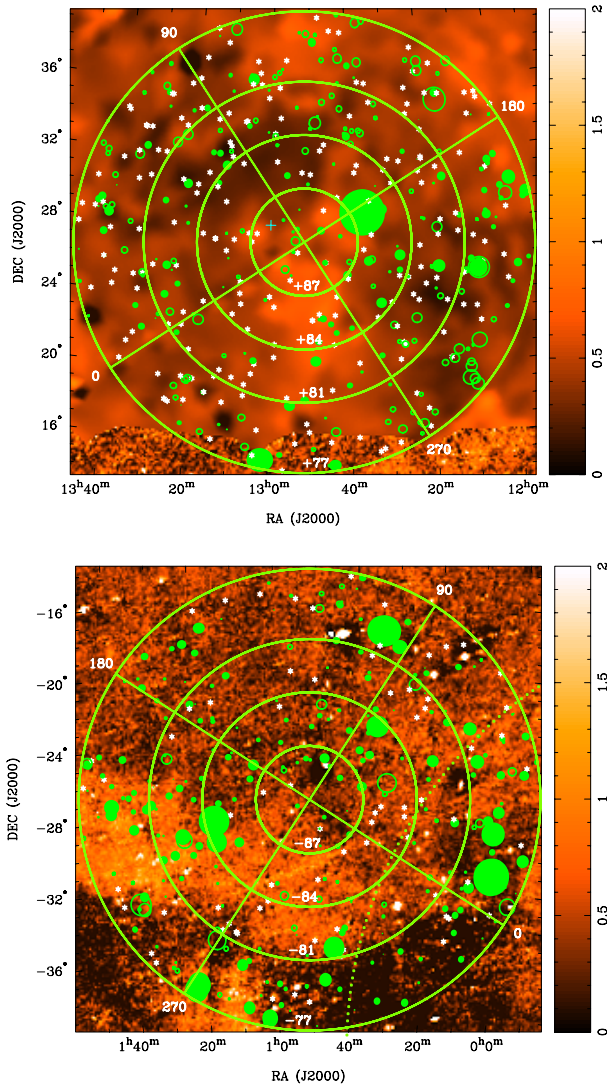 36°
32°
28°
24°
20°
16°
DEC (J2000)
90
180
0
270
+87
+84
+81
+77
13ʰ40ᵐ
20ᵐ
13ʰ0ᵐ
40ᵐ
20ᵐ
12ʰ0ᵐ
RA (J2000)
0
0.5
1
1.5
2
-16°
-20°
-24°
-28°
-32°
-36°
DEC (J2000)
90
180
0
270
-87
-84
-81
-77
1ʰ40ᵐ
20ᵐ
1ʰ0ᵐ
40ᵐ
20ᵐ
0ʰ0ᵐ
RA (J2000)
0
0.5
1
1.5
2